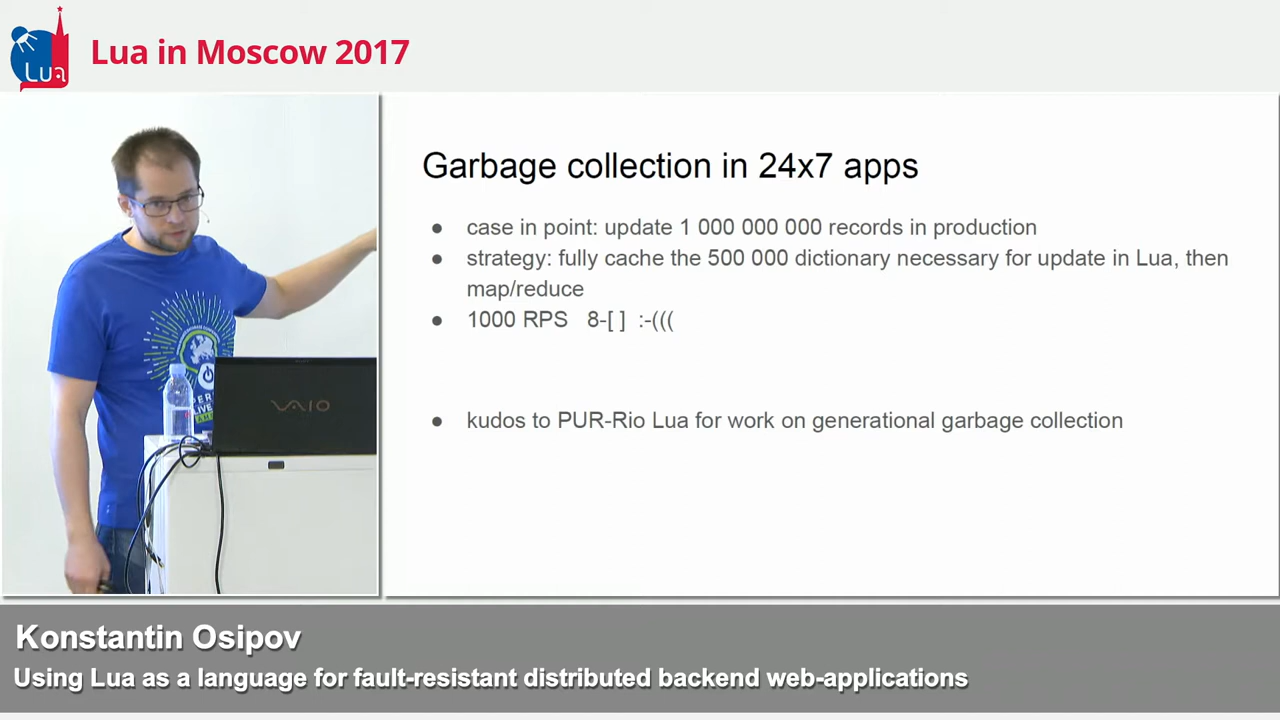 Lua
Lua in Moscow 2017
Garbage collection in 24x7 apps
● case in point: update 1 000 000 000 records in production
● strategy: fully cache the 500 000 dictionary necessary for update in Lua, then
map/reduce
● 1000 RPS 8-[ ] :-(((
● kudos to PUR-Rio Lua for work on generational garbage collection
VAIO
Konstantin Osipov
Using Lua as a language for fault-resistant distributed backend web-applications